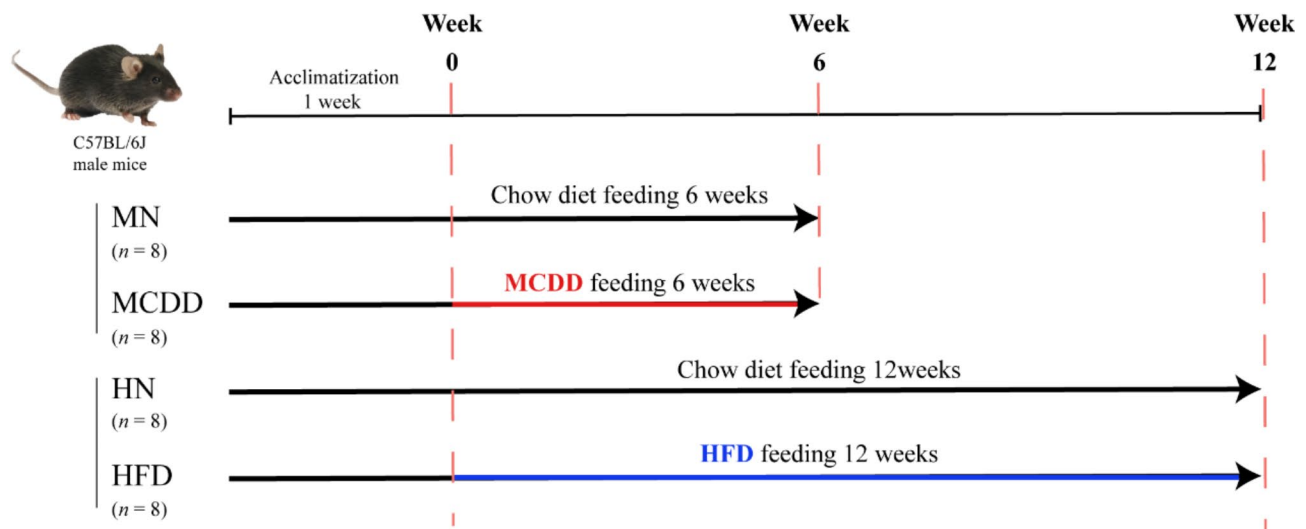 Week
Week
Week
0
6
12
Acclimatization
1 week
C57BL/6J
male mice
MN
(n = 8)
Chow diet feeding 6 weeks
MCDD
(n = 8)
MCDD feeding 6 weeks
HN
(n = 8)
Chow diet feeding 12weeks
HFD
(n = 8)
HFD feeding 12 weeks